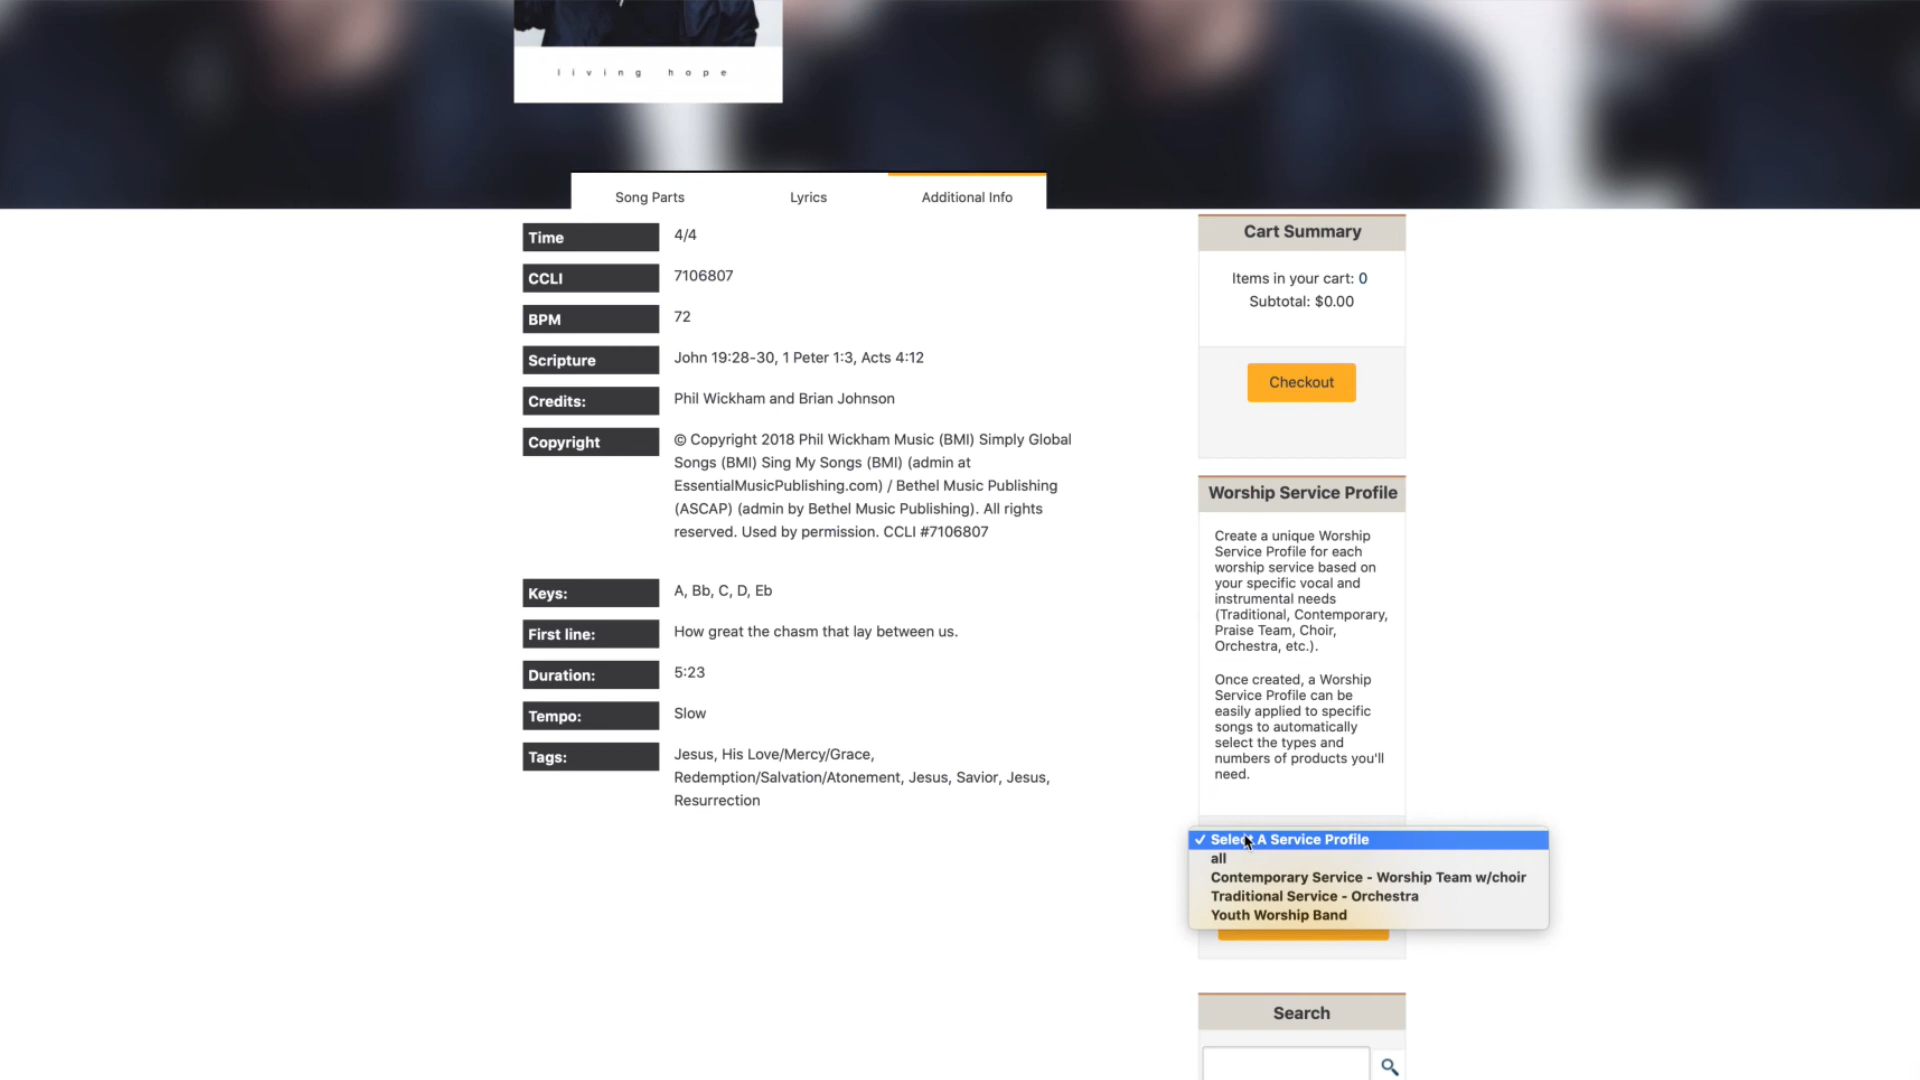 living hope
Song Parts
Lyrics
Additional Info
Time
4/4
CCLI
7106807
BPM
72
Scripture
John 19:28-30, 1 Peter 1:3, Acts 4:12
Credits:
Phil Wickham and Brian Johnson
Copyright
© Copyright 2018 Phil Wickham Music (BMI) Simply Global
Songs (BMI) Sing My Songs (BMI) (admin at
EssentialMusicPublishing.com) / Bethel Music Publishing
(ASCAP) (admin by Bethel Music Publishing). All rights
reserved. Used by permission. CCLI #7106807
Keys:
A, Bb, C, D, Eb
First line:
How great the chasm that lay between us.
Duration:
5:23
Tempo:
Slow
Tags:
Jesus, His Love/Mercy/Grace,
Redemption/Salvation/Atonement, Jesus, Savior, Jesus,
Resurrection
Cart Summary
Items in your cart: 0
Subtotal: $0.00
Checkout
Worship Service Profile
Create a unique Worship
Service Profile for each
worship service based on
your specific vocal and
instrumental needs
(Traditional, Contemporary,
Praise Team, Choir,
Orchestra, etc.).
Once created, a Worship
Service Profile can be
easily applied to specific
songs to automatically
select the types and
numbers of products you'll
need.
✓ Select A Service Profile
all
Contemporary Service - Worship Team w/choir
Traditional Service - Orchestra
Youth Worship Band
Search